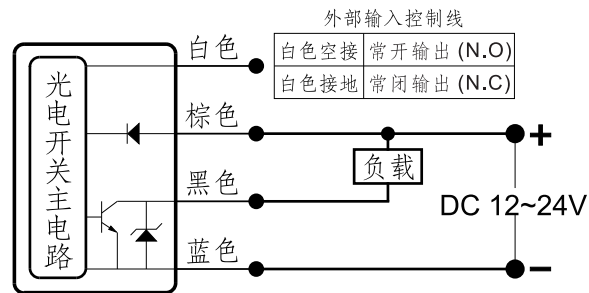 外部输入控制线
白色空接 常开输出 (N.O)
白色接地 常闭输出 (N.C)
白色
棕色
黑色
蓝色
光电开关主电路
负载
+
DC 12~24V
−